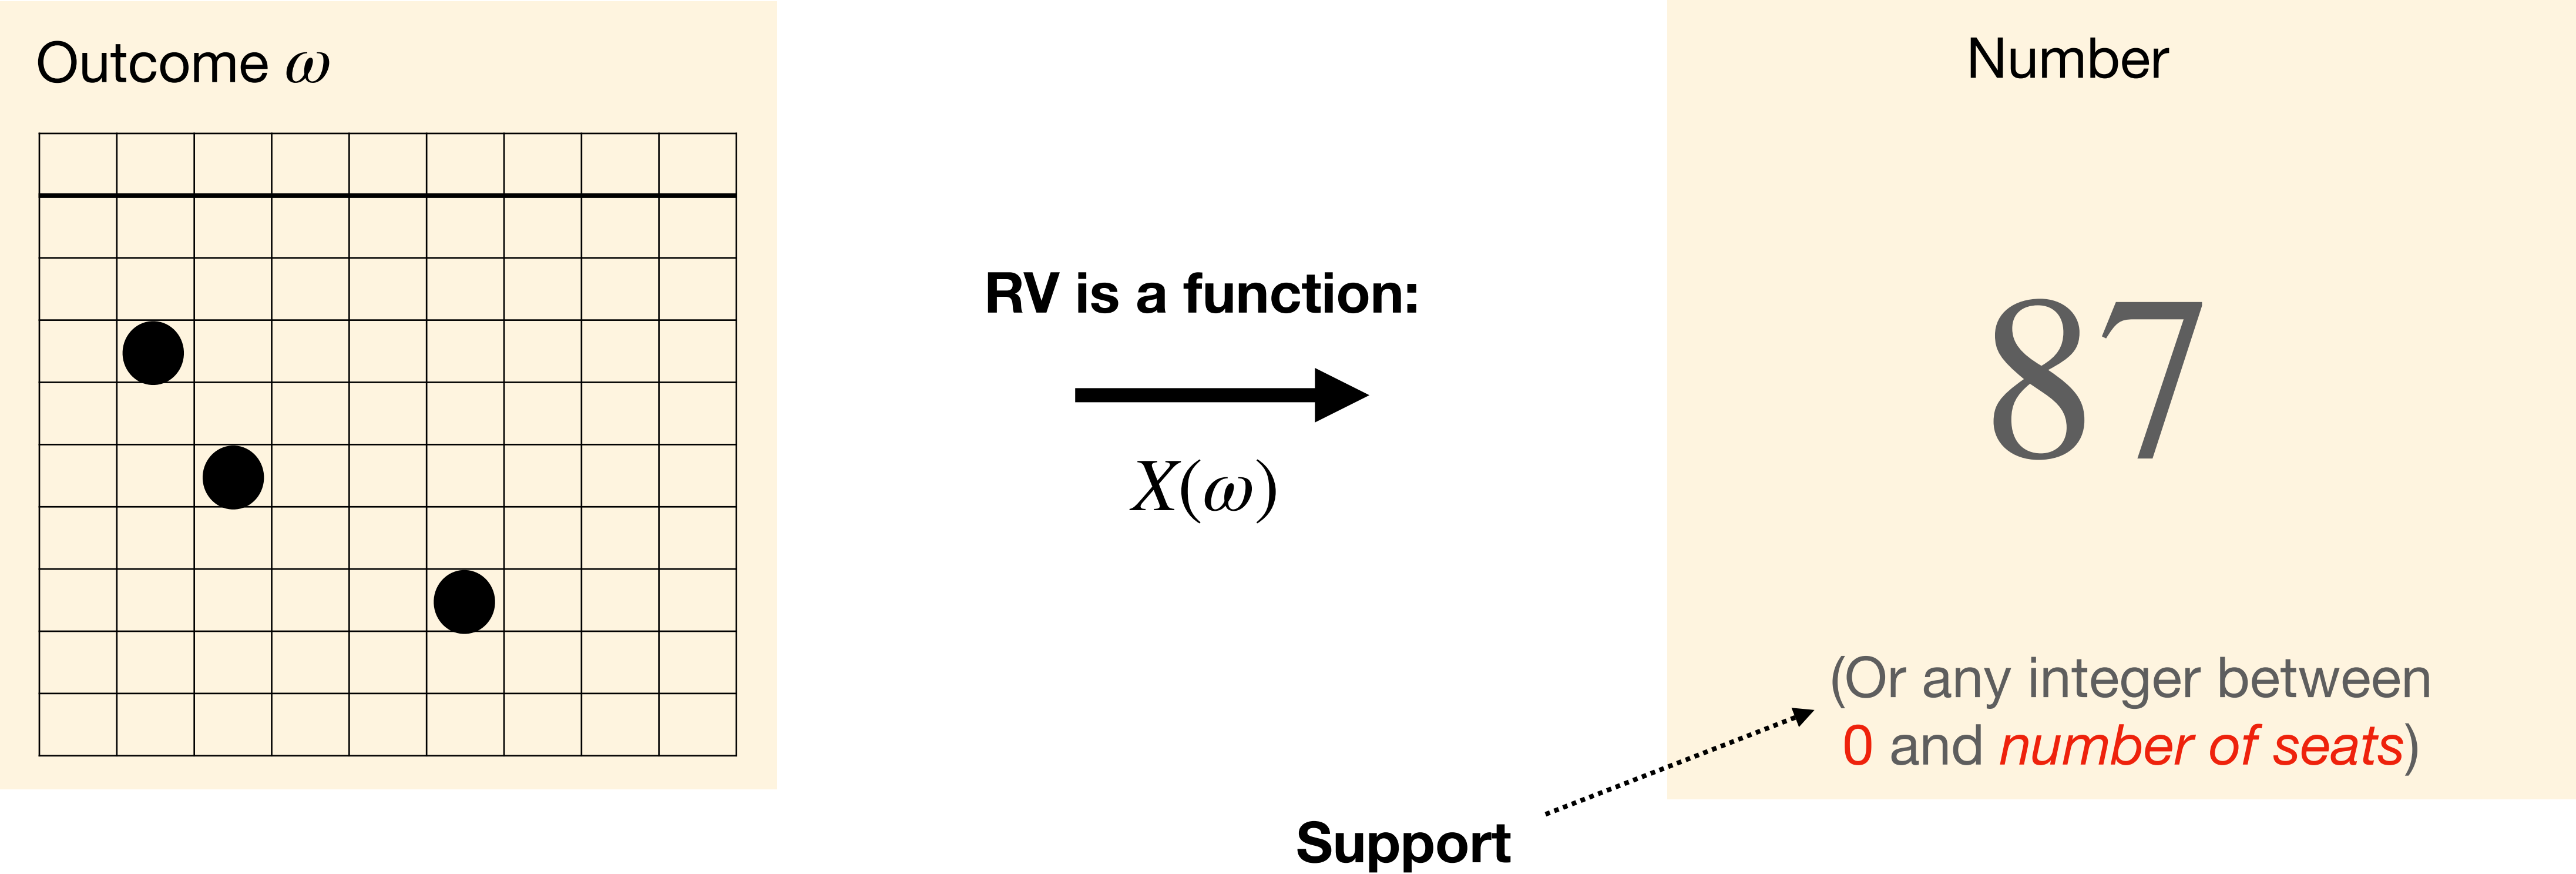 Outcome ω
RV is a function:
X(ω)
Number
87
(Or any integer between
0 and number of seats)
Support